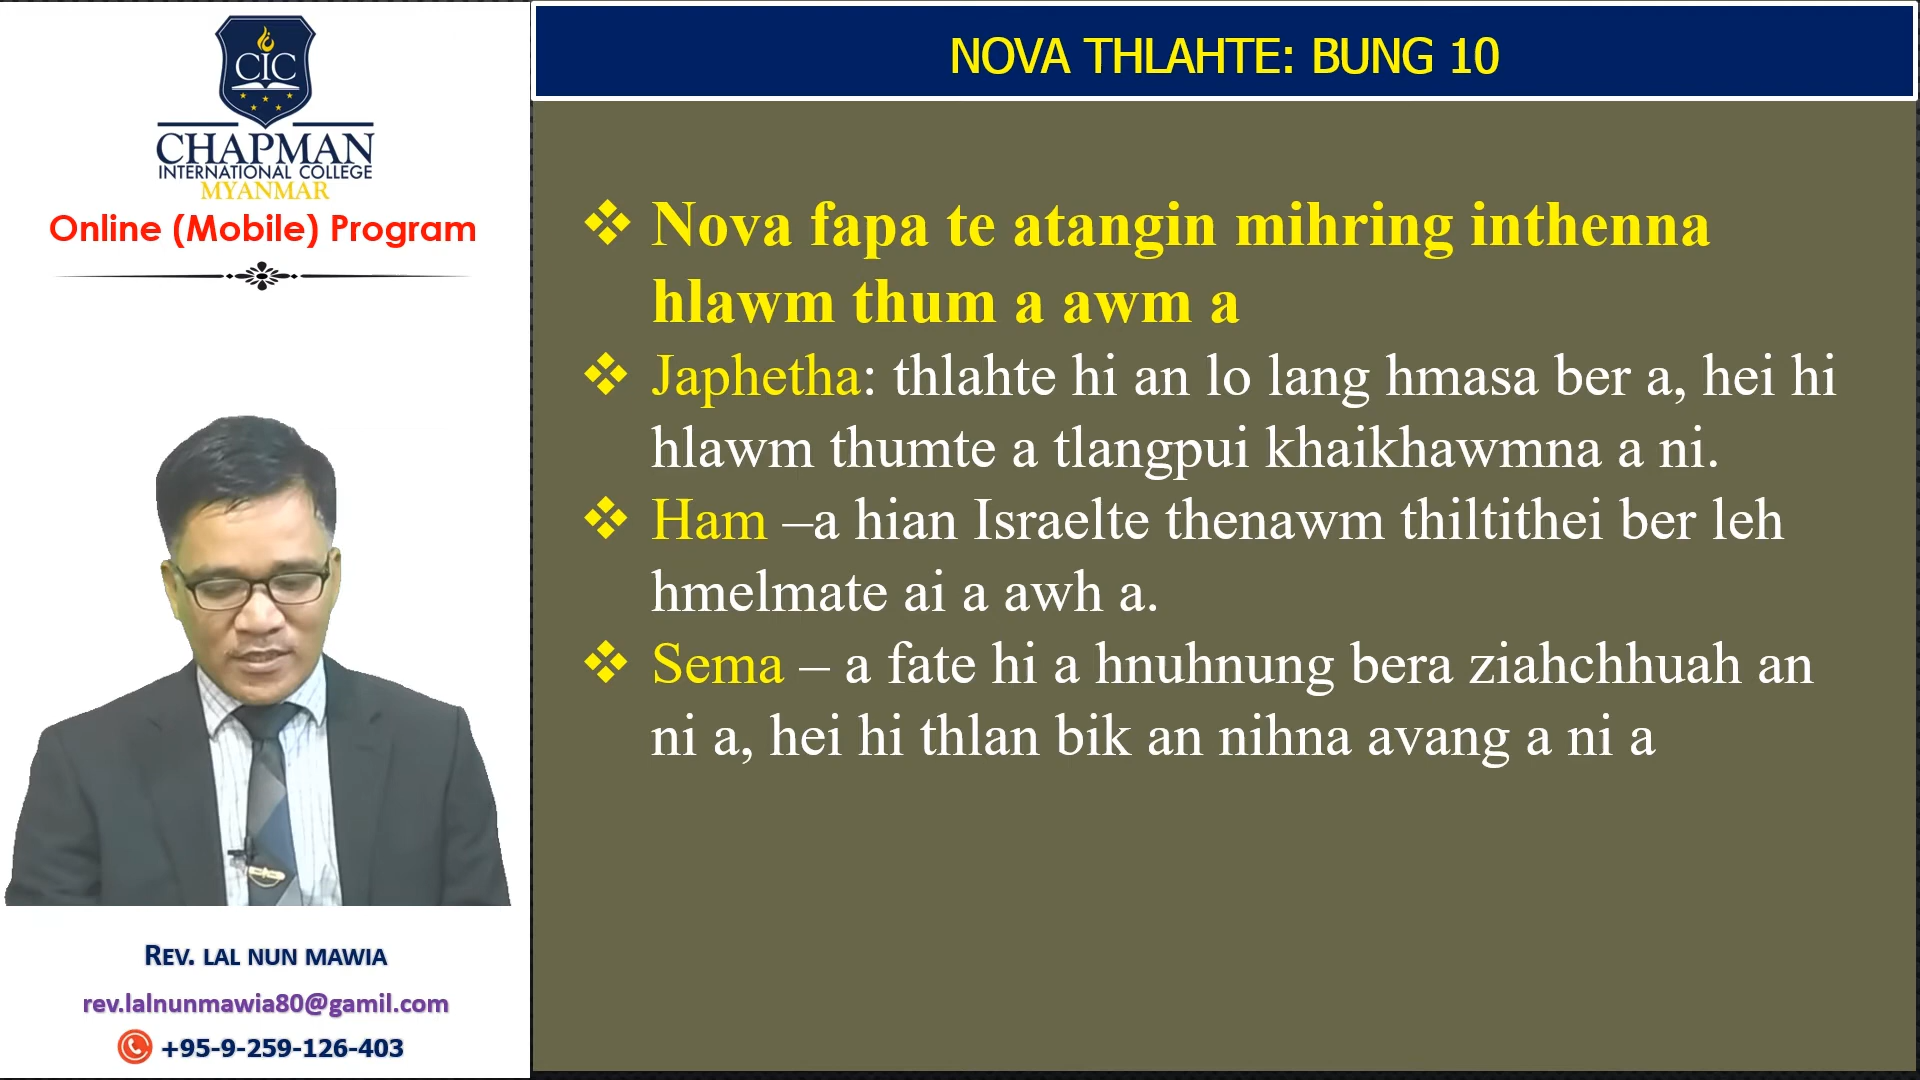 CIC
CHAPMAN
INTERNATIONAL COLLEGE
MYANMAR
Online (Mobile) Program
REV. LAL NUN MAWIA
rev.lalnunmawia80@gamil.com
+95-9-259-126-403
NOVA THLAHTE: BUNG 10
❖ Nova fapa te atangin mihring inthenna
hlawm thum a awm a
❖ Japhetha: thlahte hi an lo lang hmasa ber a, hei hi
hlawm thumte a tlangpui khaikhawmna a ni.
❖ Ham –a hian Israelte thenawm thiltithei ber leh
hmelmate ai a awh a.
❖ Sema – a fate hi a hnuhnung bera ziahchhuah an
ni a, hei hi thlan bik an nihna avang a ni a